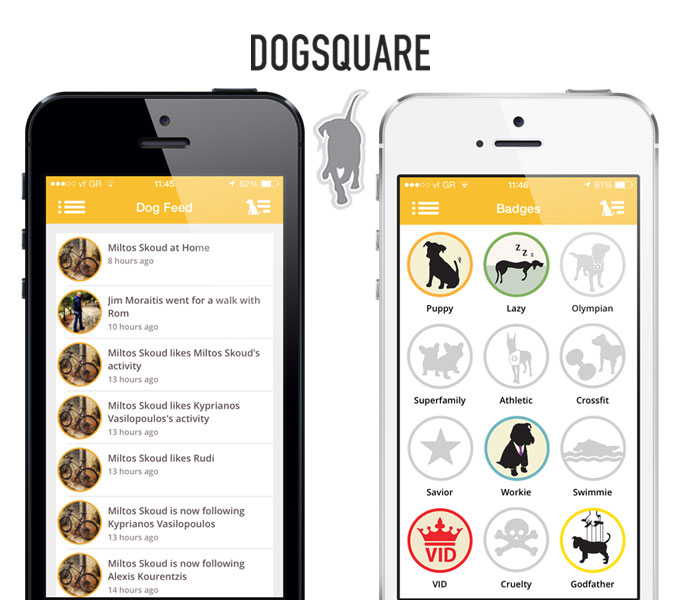 DOGSQUARE
vf GR 11:45 62%
Dog Feed
Miltos Skoud at Home
8 hours ago
Jim Moraitis went for a walk with
Rom
10 hours ago
Miltos Skoud likes Miltos Skoud's
activity
13 hours ago
Miltos Skoud likes Kyprianos
Vasilopoulos's activity
13 hours ago
Miltos Skoud likes Rudi
13 hours ago
Miltos Skoud is now following
Kyprianos Vasilopoulos
13 hours ago
Miltos Skoud is now following
Alexis Kourentzis
14 hours ago
vf GR 11:46 61%
Badges
z z z
Puppy Lazy Olympian
Superfamily Athletic Crossfit
Savior Workie Swimmie
VID
VID Cruelty Godfather